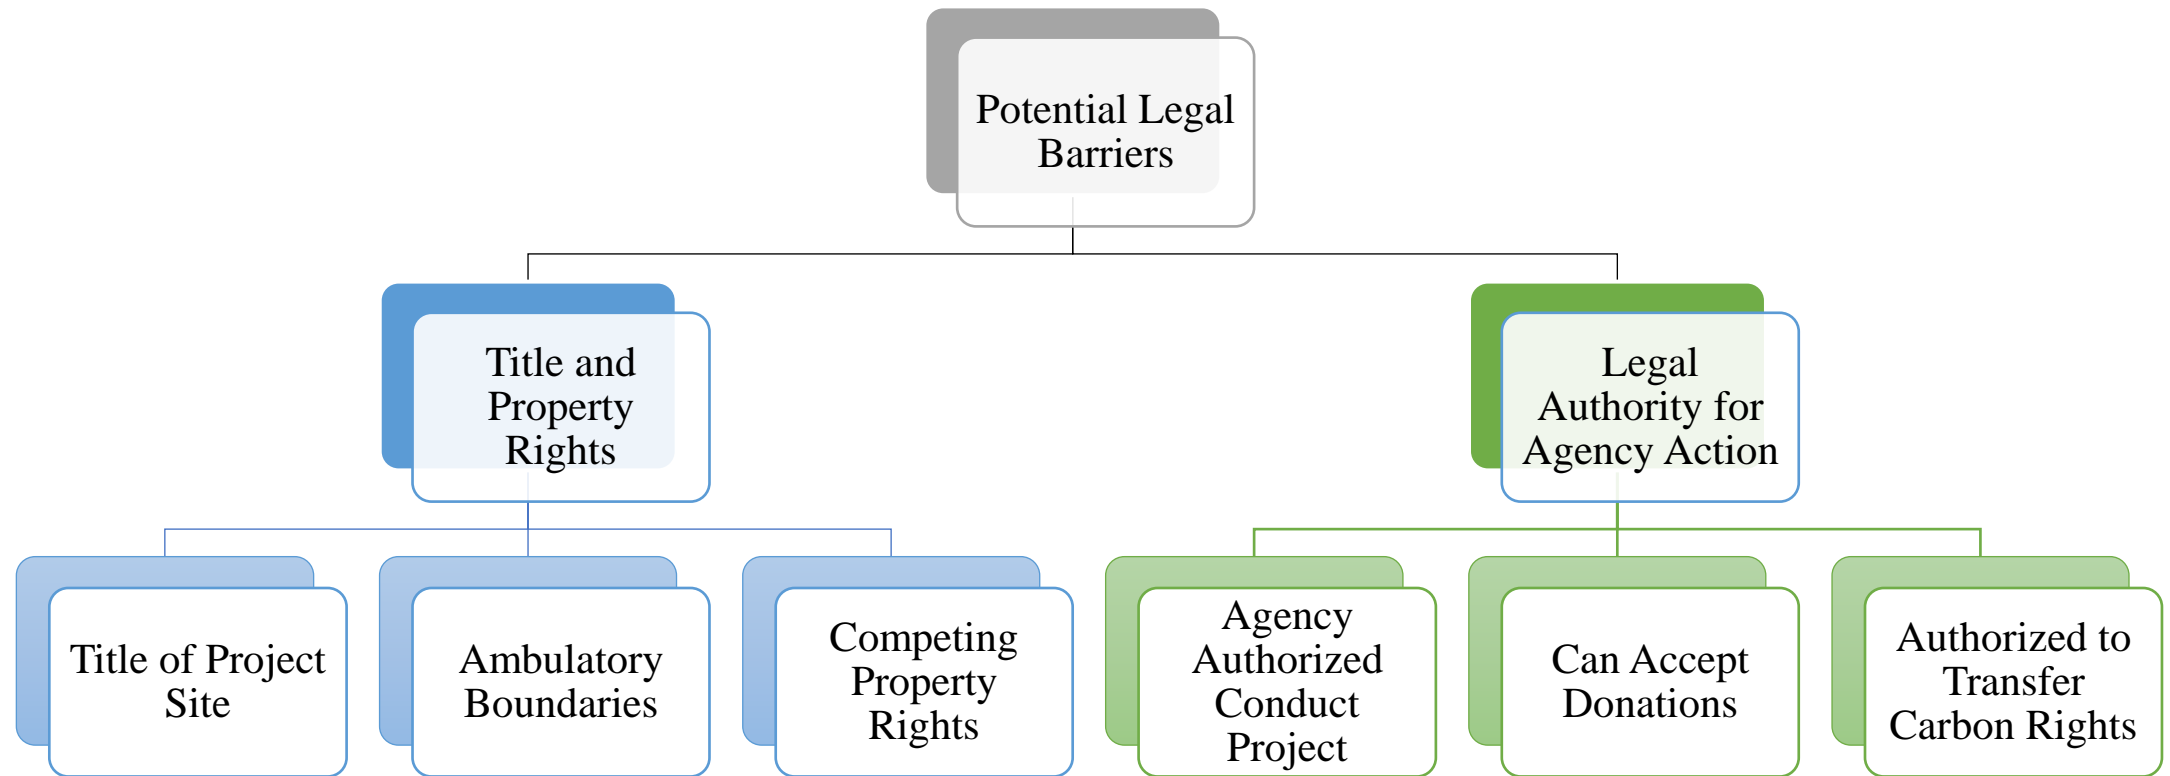 Potential Legal
Barriers
Title and
Property
Rights
Legal
Authority for
Agency Action
Title of Project
Site
Ambulatory
Boundaries
Competing
Property
Rights
Agency
Authorized
Conduct
Project
Can Accept
Donations
Authorized to
Transfer
Carbon Rights